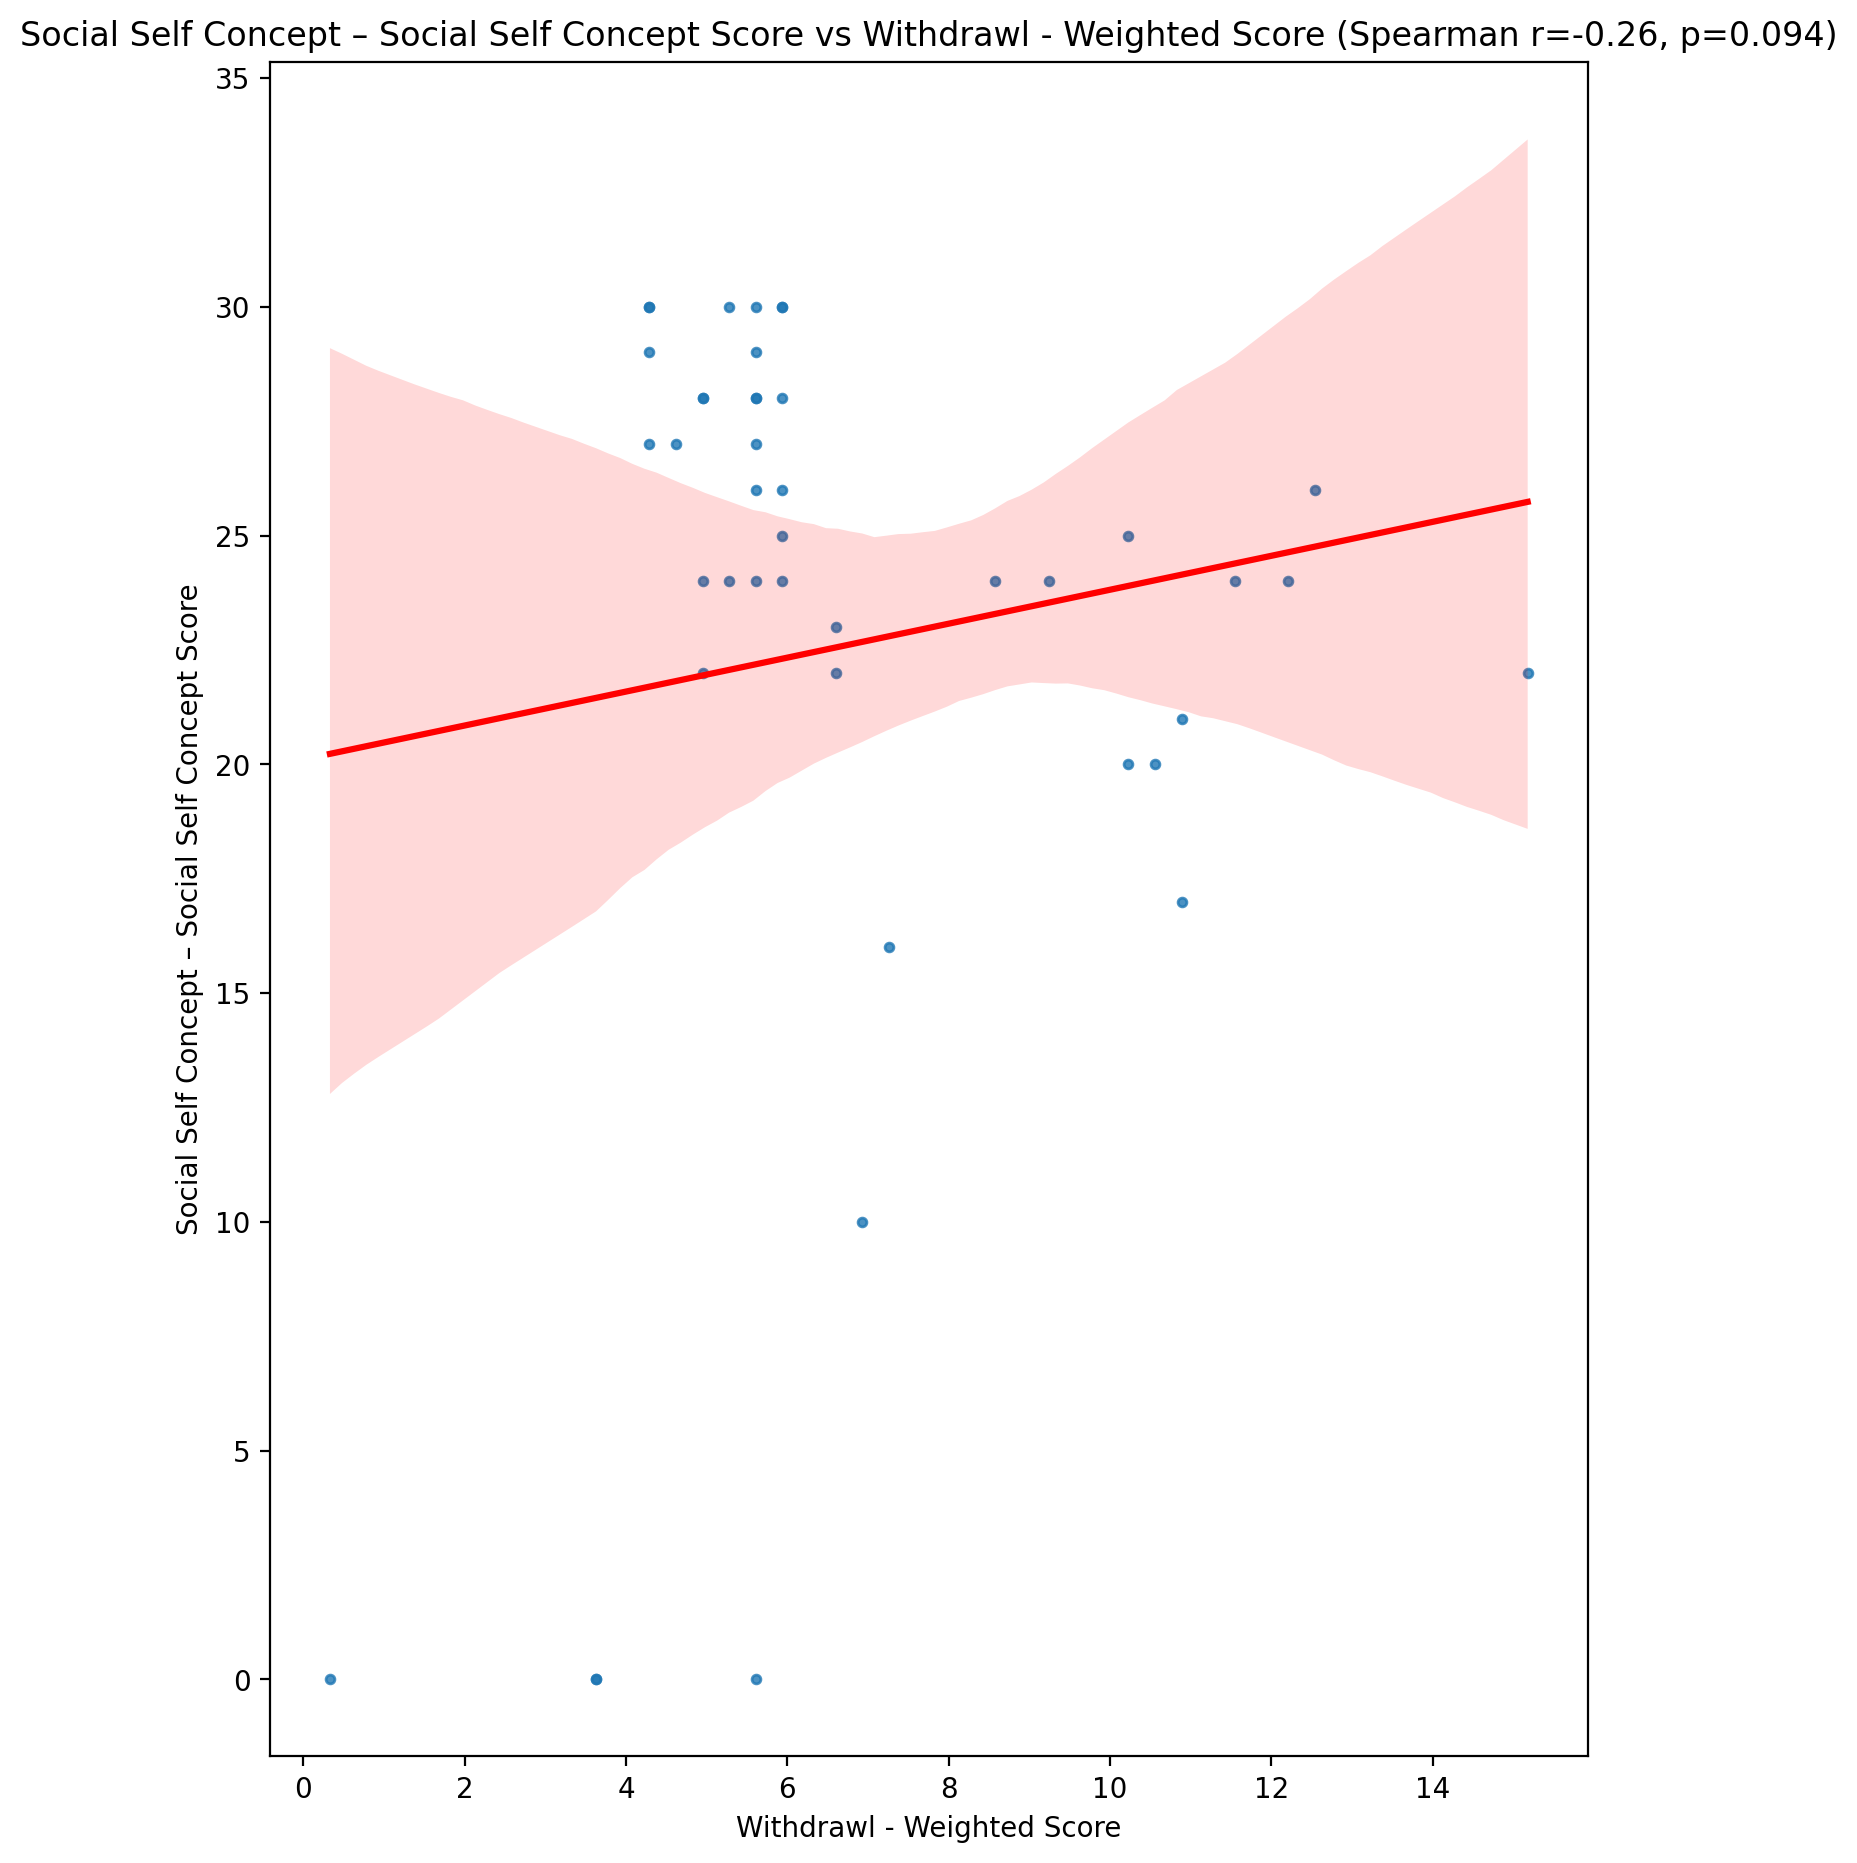 Social Self Concept – Social Self Concept Score vs Withdrawl - Weighted Score (Spearman r=-0.26, p=0.094)
Social Self Concept – Social Self Concept Score
35
30
25
20
15
10
5
0
0 2 4 6 8 10 12 14
Withdrawl - Weighted Score